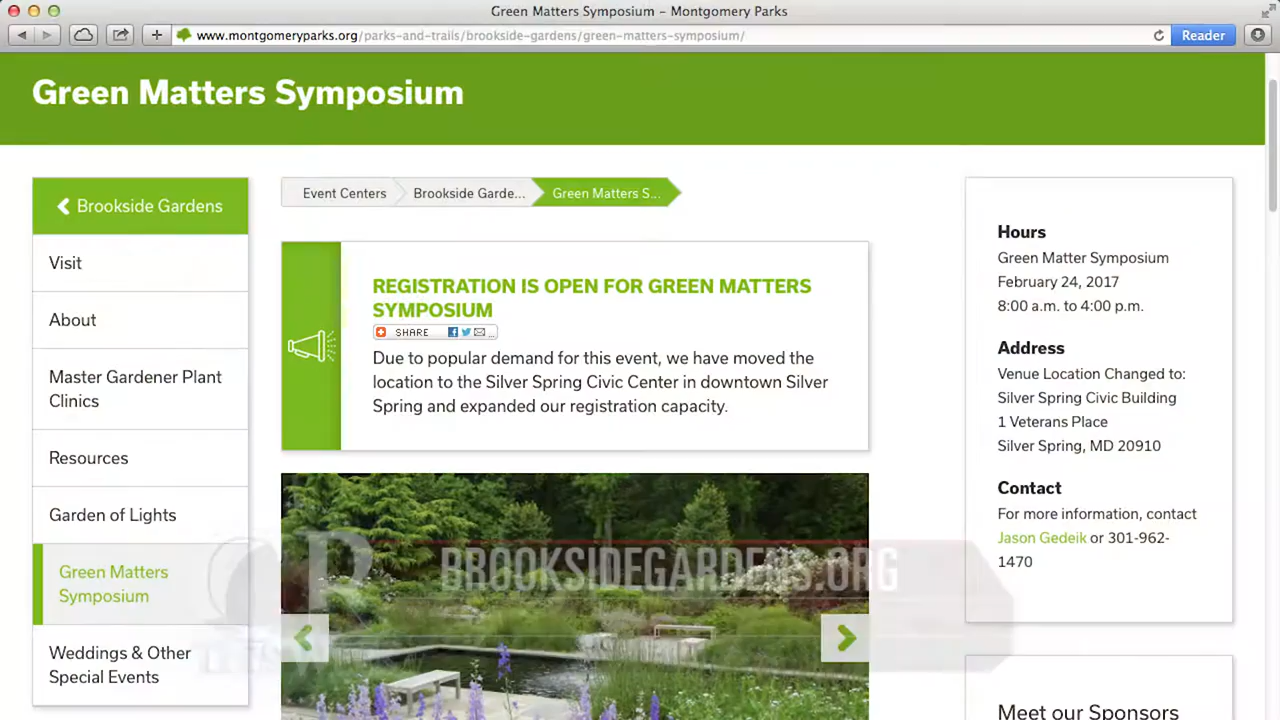 Green Matters Symposium – Montgomery Parks
www.montgomeryparks.org/parks-and-trails/brookside-gardens/green-matters-symposium/
Reader
Green Matters Symposium
Brookside Gardens
Visit
About
Master Gardener Plant
Clinics
Resources
Garden of Lights
Green Matters
Symposium
Weddings & Other
Special Events
Event Centers
Brookside Garde...
Green Matters S...
REGISTRATION IS OPEN FOR GREEN MATTERS
SYMPOSIUM
SHARE
Due to popular demand for this event, we have moved the
location to the Silver Spring Civic Center in downtown Silver
Spring and expanded our registration capacity.
BROOKSIDEGARDENS.ORG
Hours
Green Matter Symposium
February 24, 2017
8:00 a.m. to 4:00 p.m.
Address
Venue Location Changed to:
Silver Spring Civic Building
1 Veterans Place
Silver Spring, MD 20910
Contact
For more information, contact
Jason Gedeik or 301-962-
1470
Meet our Sponsors